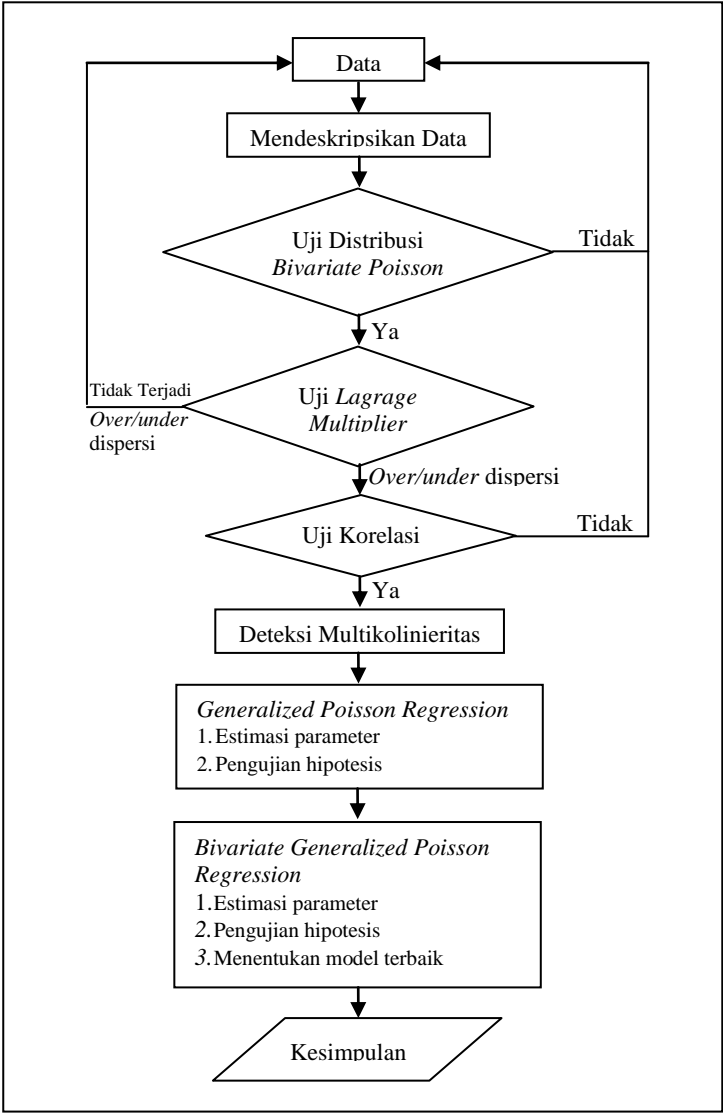 Data
Mendeskripsikan Data
Uji Distribusi
Bivariate Poisson
Tidak
Ya
Tidak Terjadi
Over/under
dispersi
Uji Lagrage
Multiplier
Over/under dispersi
Uji Korelasi
Tidak
Ya
Deteksi Multikolinieritas
Generalized Poisson Regression
1. Estimasi parameter
2. Pengujian hipotesis
Bivariate Generalized Poisson
Regression
1. Estimasi parameter
2. Pengujian hipotesis
3. Menentukan model terbaik
Kesimpulan